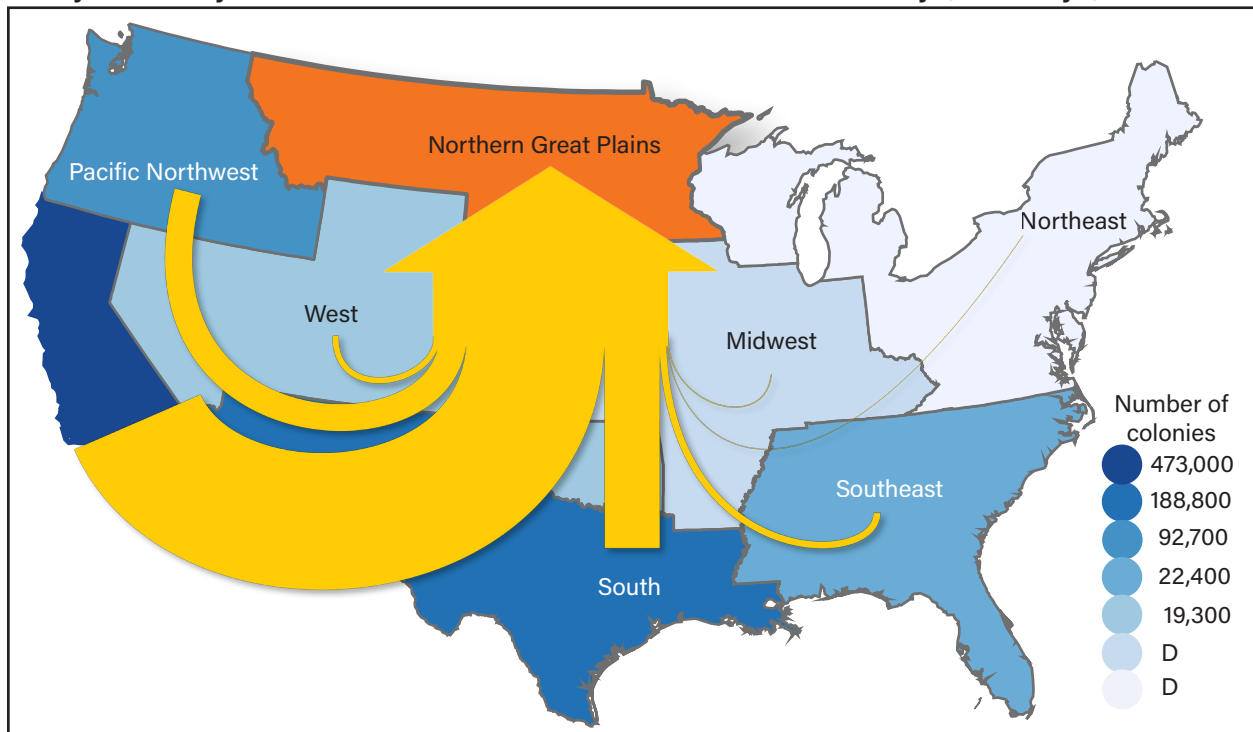 Northern Great Plains
Pacific Northwest
Northeast
West
Midwest
Number of
colonies
473,000
188,800
92,700
22,400
19,300
D
D
Southeast
South